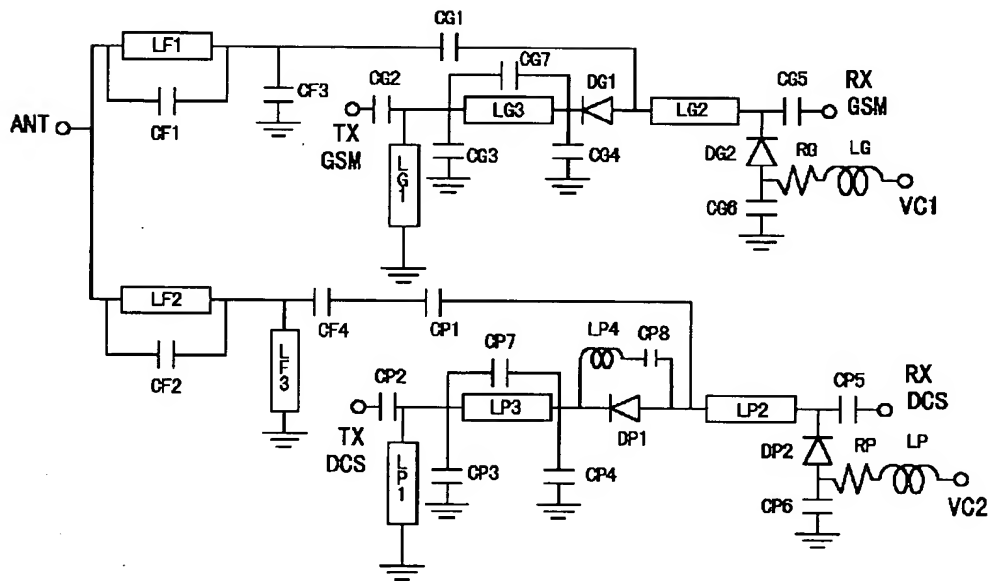 LF1
CF1
CF3
CG1
ANT
CG2
TX
GSM
LG1
CG7
LG3
CG3
CG4
DG1
LG2
CG5
RX
GSM
DG2
RG
LG
CG6
VC1
LF2
CF2
LF3
CF4
CP1
CP2
TX
DCS
LP1
CP7
LP3
CP3
CP4
LP4
CP8
DP1
LP2
CP5
RX
DCS
DP2
RP
LP
CP6
VC2